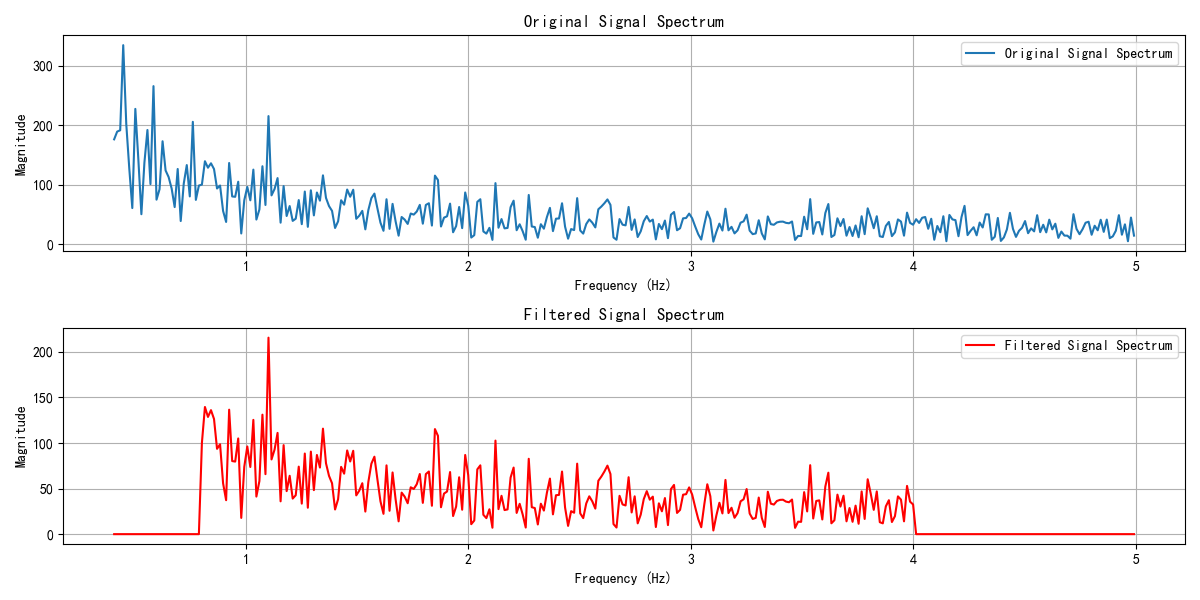 Original Signal Spectrum
Original Signal Spectrum
Magnitude
300
200
100
0
1
2
3
4
5
Frequency (Hz)
Filtered Signal Spectrum
Filtered Signal Spectrum
Magnitude
200
150
100
50
0
1
2
3
4
5
Frequency (Hz)